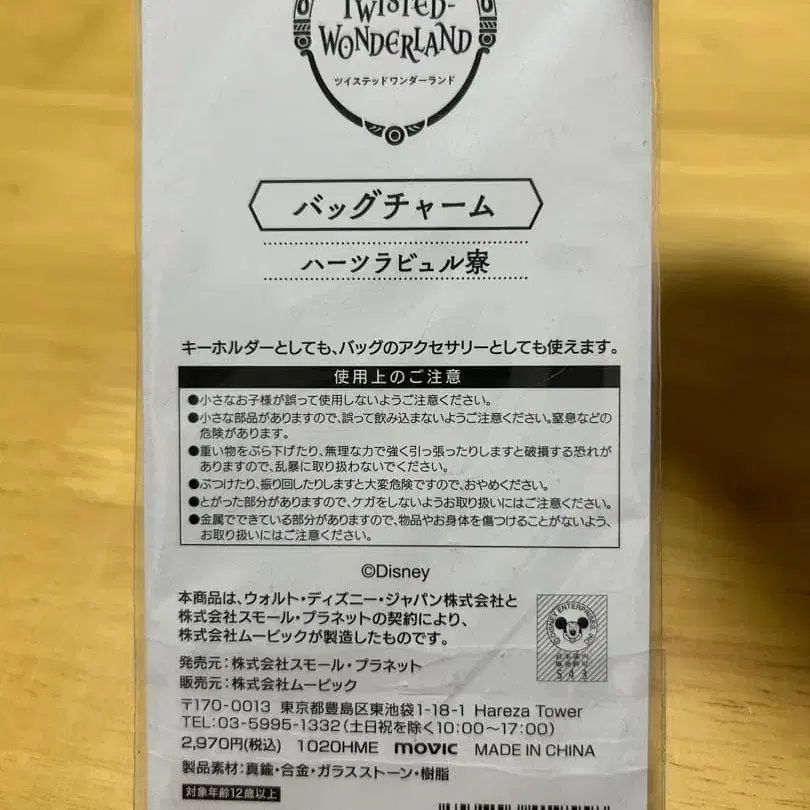 TWISTED-
WONDERLAND
ツイステッドワンダーランド
バッグチャーム
ハーツラビュル寮
キーホルダーとしても、バッグのアクセサリーとしても使えます。
使用上のご注意
●小さなお子様が誤って使用しないようご注意ください。
●小さな部品がありますので、誤って飲み込まないようご注意ください。窒息などの
危険があります。
●重い物をぶら下げたり、無理な力で強く引っ張ったりしますと破損する恐れが
ありますので、乱暴に取り扱わないでください。
●ぶつけたり、振り回したりしますと大変危険ですので、おやめください。
●とがった部分がありますので、ケガをしないようお取り扱いにはご注意ください。
●金属でできている部分がありますので、物品やお身体を傷つけることがないよう、
お取り扱いにはご注意ください。
©Disney
本商品は、ウォルト・ディズニー・ジャパン株式会社と
株式会社スモール・プラネットの契約により、
株式会社ムービックが製造したものです。
©DISNEY ENTERPRISES INC.
543
発売元：株式会社スモール・プラネット
販売元：株式会社ムービック
〒170-0013 東京都豊島区東池袋1-18-1 Hareza Tower
TEL：03-5995-1332（土日祝を除く10:00〜17:00）
2,970円(税込) 1020HME movic MADE IN CHINA
製品素材：真鍮・合金・ガラスストーン・樹脂
対象年齢12歳以上